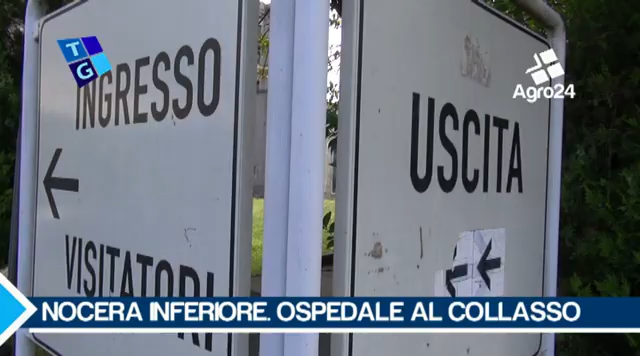 TG
Agro24
INGRESSO
USCITA
VISITATORI
NOCERA INFERIORE. OSPEDALE AL COLLASSO